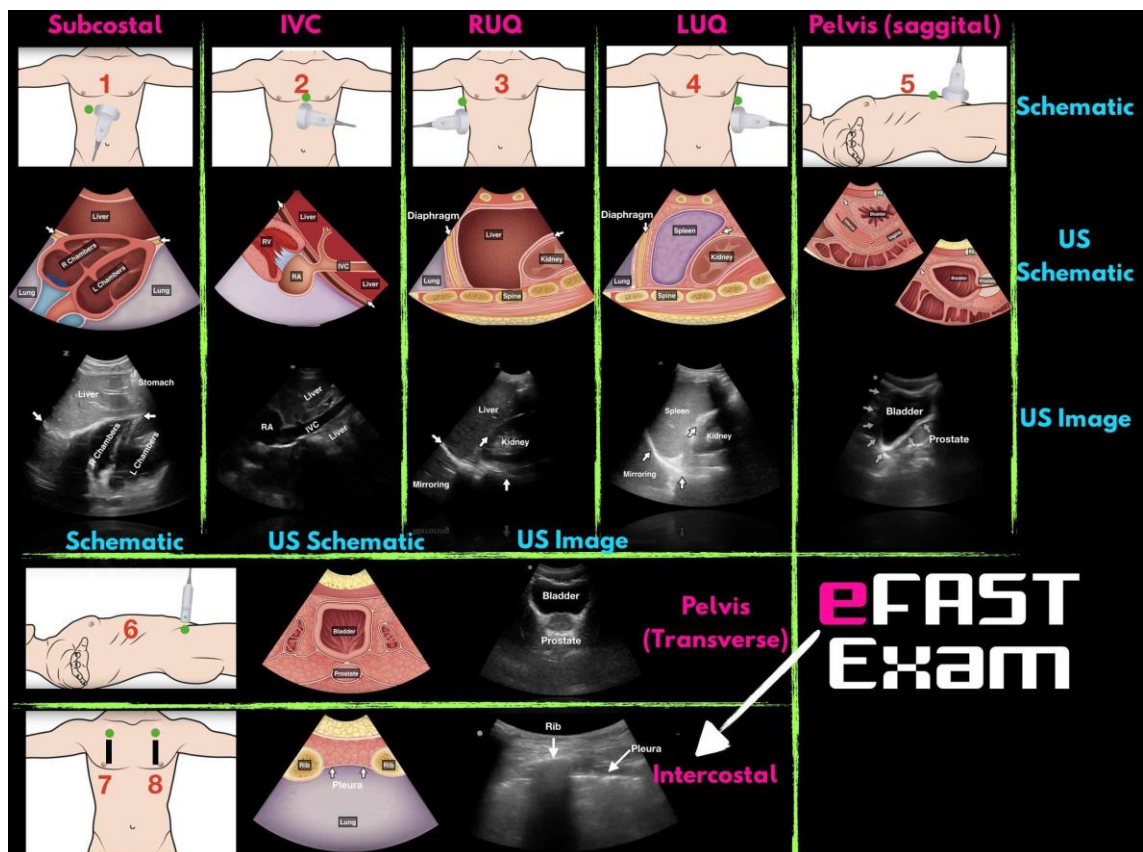 Subcostal
IVC
RUQ
LUQ
Pelvis (saggital)
1
2
3
4
5
Schematic
Liver
R Chambers
L Chambers
Lung
Lung
Liver
RV
RA
IVC
Liver
Diaphragm
Liver
Kidney
Lung
Spine
Diaphragm
Spleen
Kidney
Lung
Spine
Bladder
Bladder
Prostate
US
Schematic
Liver
Stomach
R Chambers
L Chambers
Liver
RA
IVC
Liver
Liver
Kidney
Mirroring
Spleen
Kidney
Mirroring
Bladder
Prostate
US Image
Schematic
US Schematic
US Image
6
Bladder
Prostate
Bladder
Prostate
Pelvis
(Transverse)
eFAST
Exam
7
8
Rib
Rib
Pleura
Lung
Rib
Pleura
Intercostal